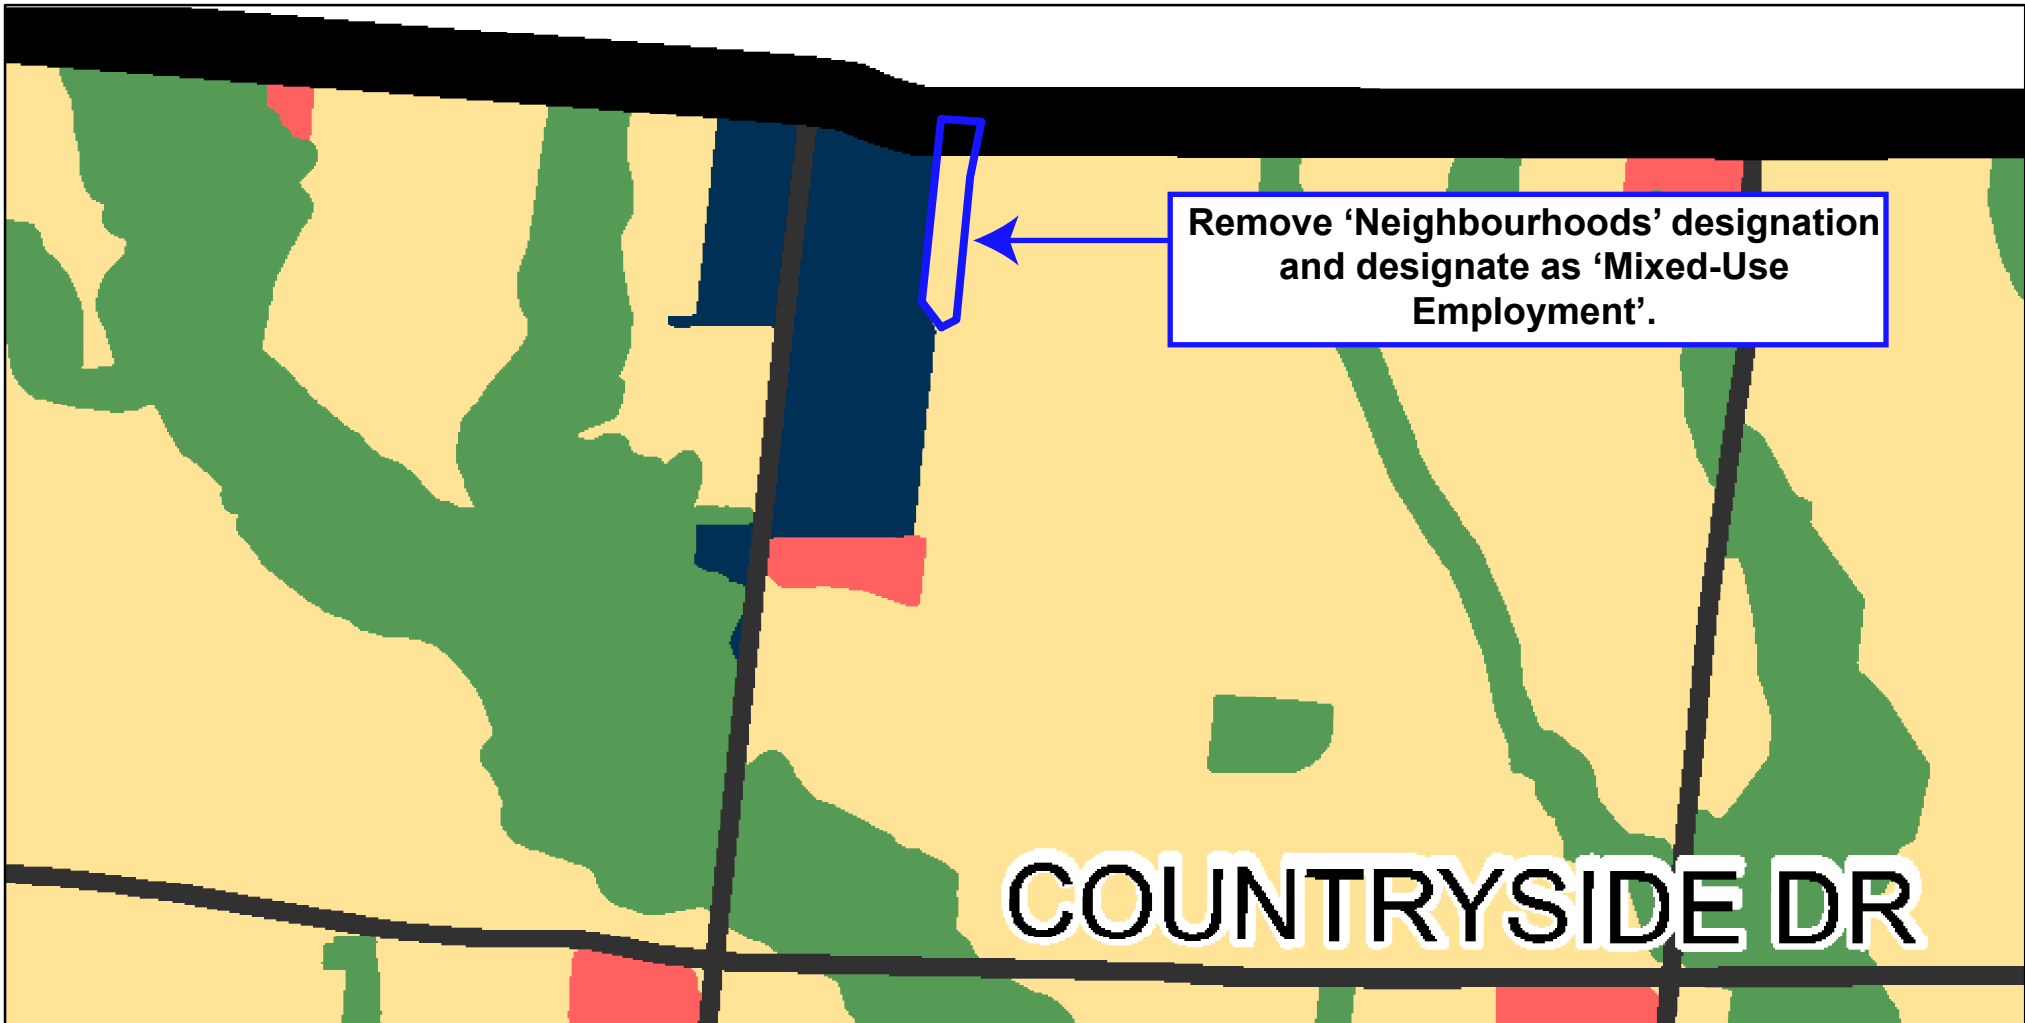 Remove ‘Neighbourhoods’ designation
and designate as ‘Mixed-Use
Employment’.
COUNTRYSIDE DR